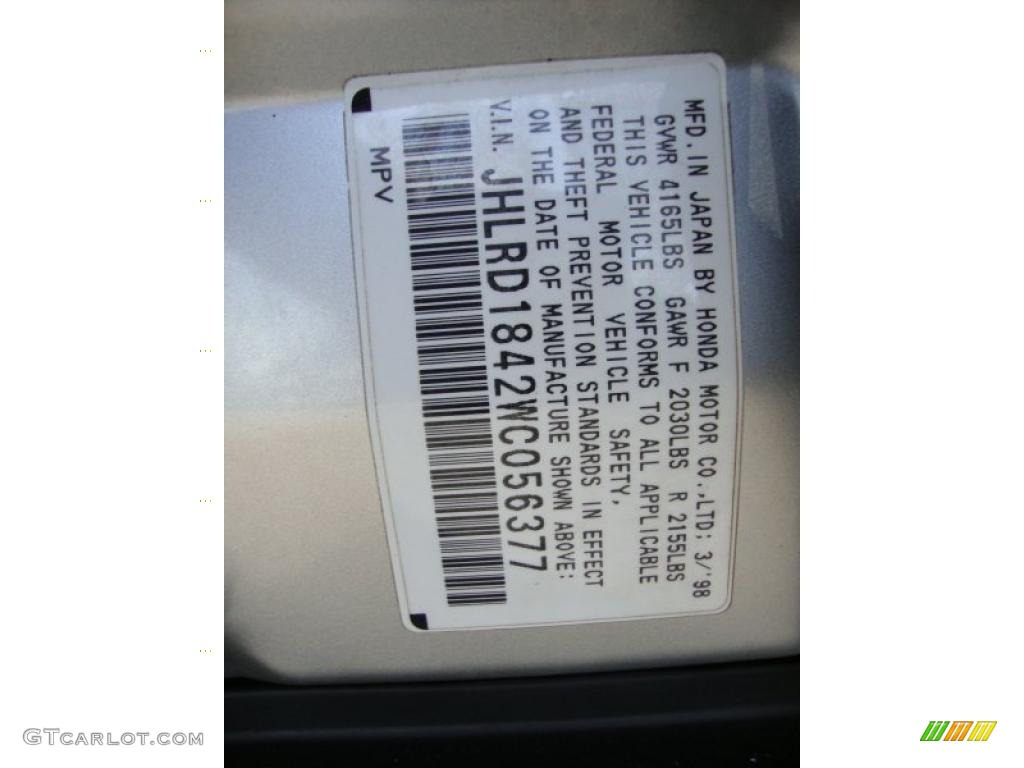 MFD. IN JAPAN BY HONDA MOTOR CO.,LTD; 3/'98
GVWR 4165LBS GAWR F 2030LBS R 2155LBS
THIS VEHICLE CONFORMS TO ALL APPLICABLE
FEDERAL MOTOR VEHICLE SAFETY,
AND THEFT PREVENTION STANDARDS IN EFFECT
ON THE DATE OF MANUFACTURE SHOWN ABOVE:
V.I.N. JHLRD1842WC056377
MPV
GTCARLOT.COM